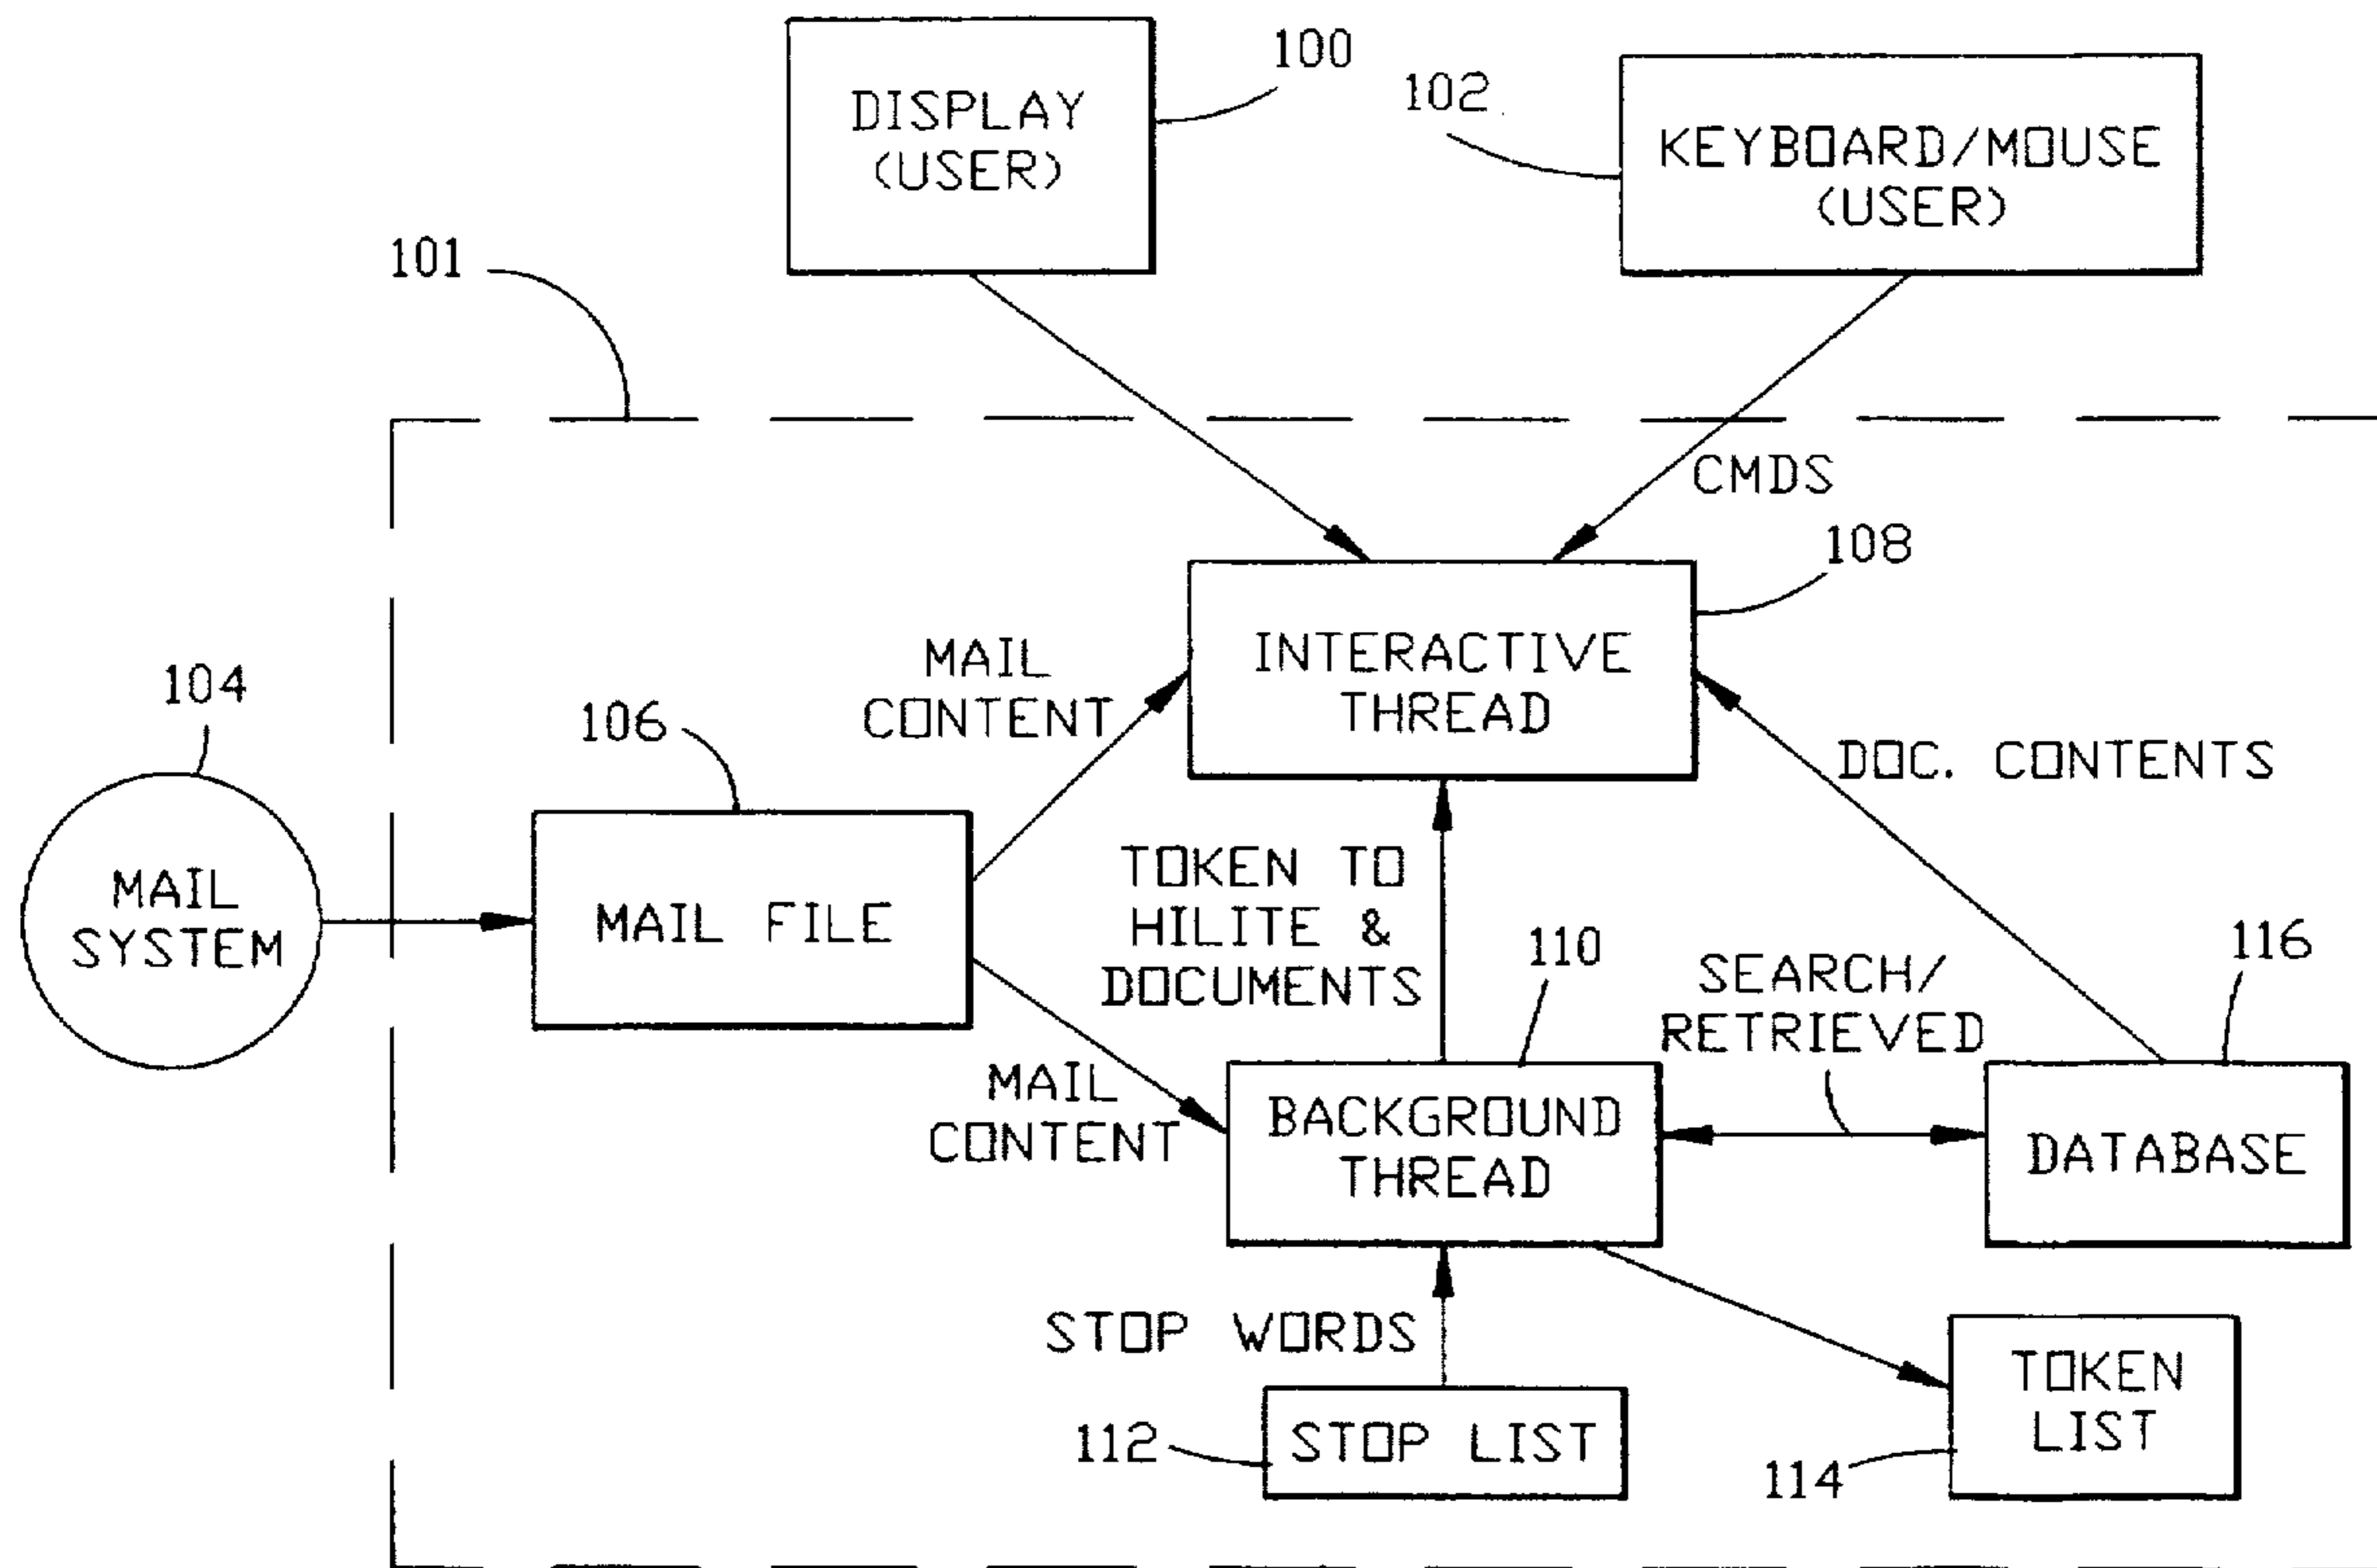 100
DISPLAY
(USER)
102
KEYBOARD/MOUSE
(USER)
101
CMDS
108
INTERACTIVE
THREAD
MAIL
CONTENT
104
106
MAIL
SYSTEM
MAIL FILE
DOC. CONTENTS
TOKEN TO
HILITE &
DOCUMENTS
110
SEARCH/
RETRIEVED
116
MAIL
CONTENT
BACKGROUND
THREAD
DATABASE
STOP WORDS
112
STOP LIST
TOKEN
LIST
114